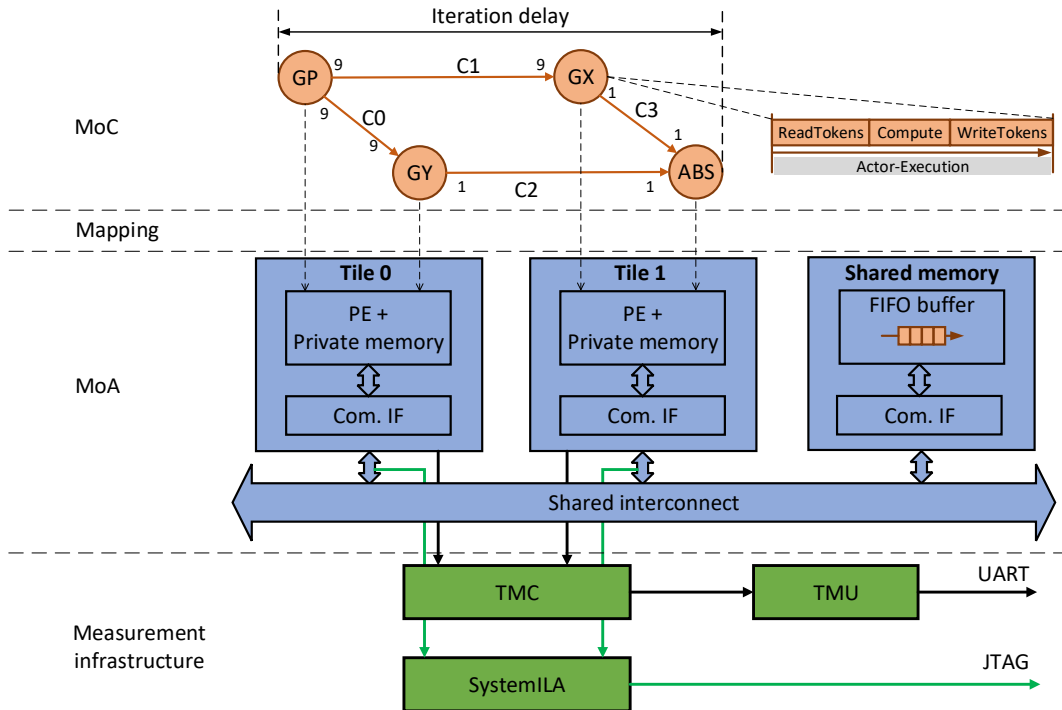 Iteration delay
GP
9
C1
9
GX
9
C0
9
1
C3
1
GY
1
C2
1
ABS
MoC
ReadTokens
Compute
WriteTokens
Actor-Execution
Mapping
MoA
Tile 0
PE +
Private memory
Com. IF
Tile 1
PE +
Private memory
Com. IF
Shared memory
FIFO buffer
Com. IF
Shared interconnect
Measurement
infrastructure
TMC
TMU
UART
SystemILA
JTAG